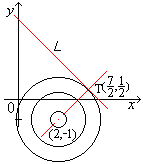 y
L
T(7/2, 1/2)
0
x
(2,-1)